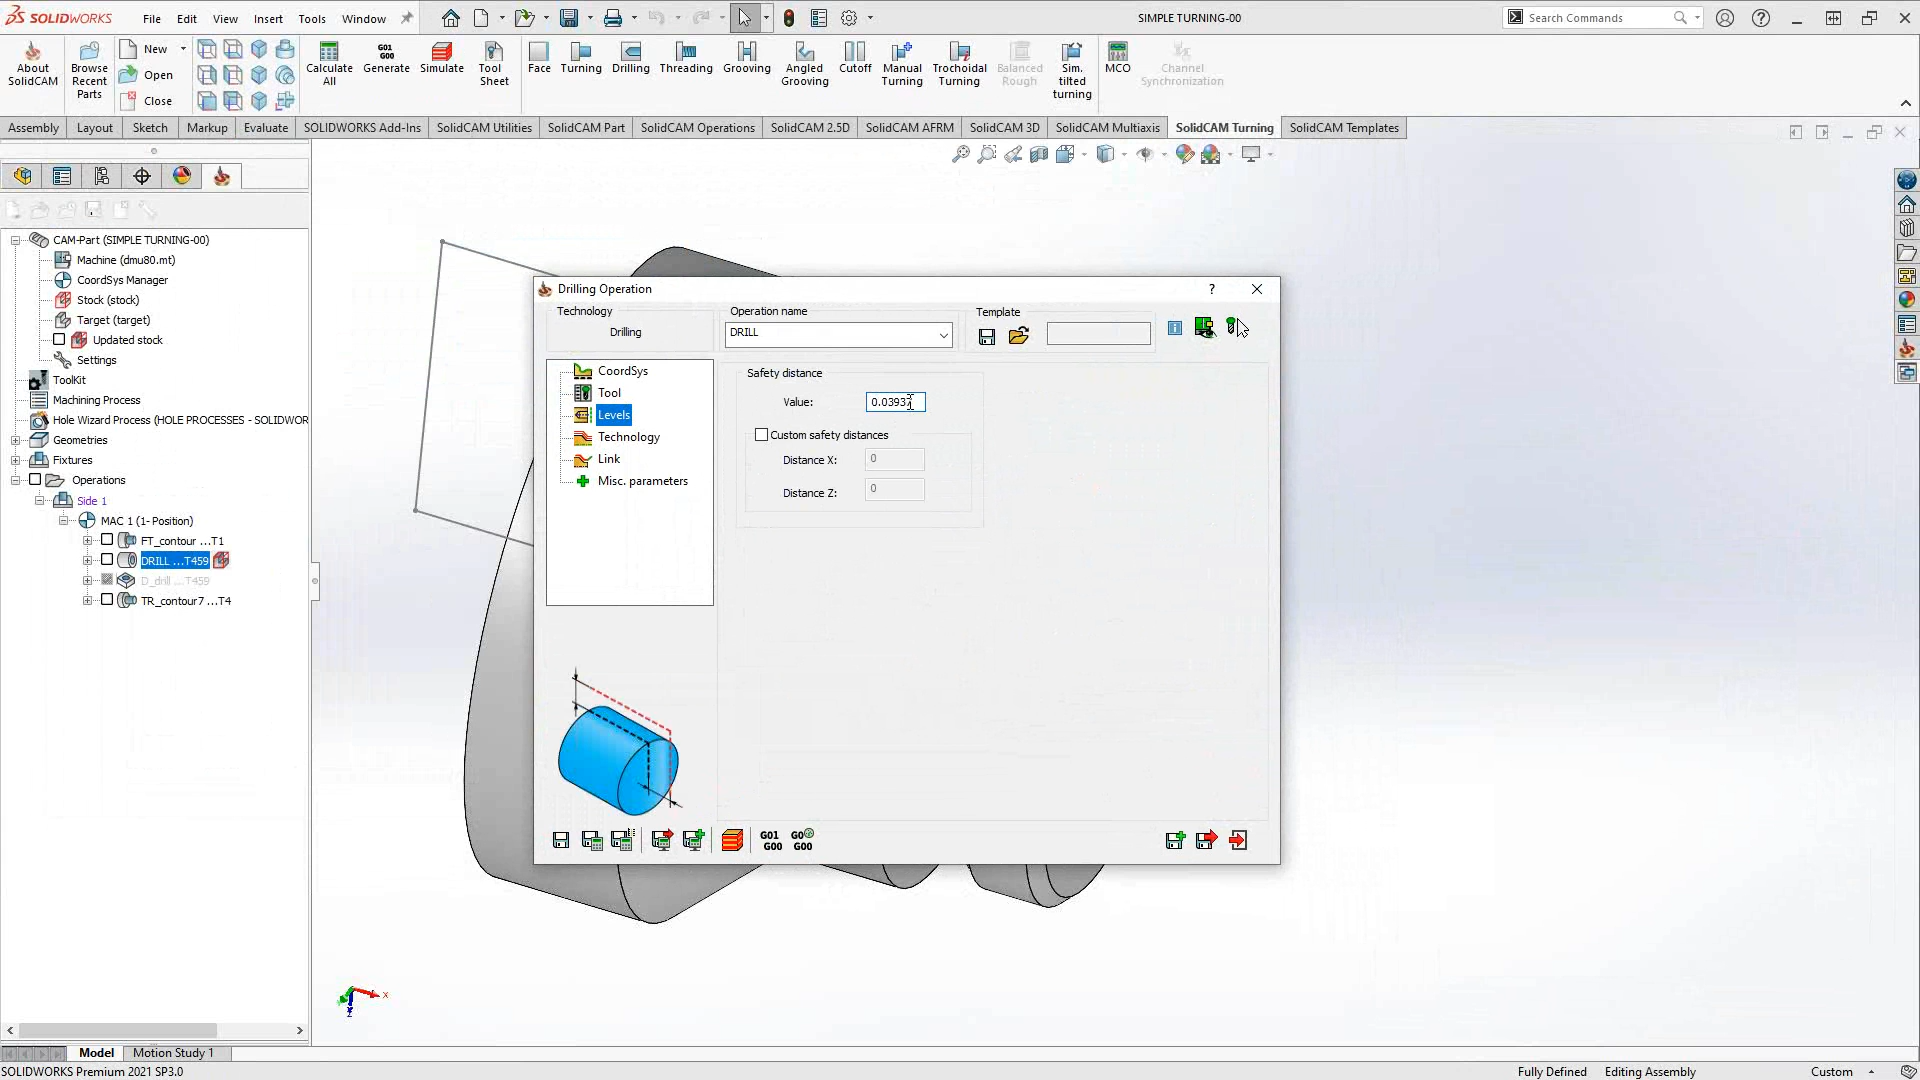 SOLIDWORKS File Edit View Insert Tools Window SIMPLE TURNING-00 Search Commands
About SolidCAM
Browse Recent Parts
New
Open
Close
Calculate All
G01 G00 Generate
Simulate
Tool Sheet
Face
Turning
Drilling
Threading
Grooving
Angled Grooving
Cutoff
Manual Turning
Trochoidal Turning
Balanced Rough
Sim. tilted turning
MCO
Channel Synchronization
Assembly Layout Sketch Markup Evaluate SOLIDWORKS Add-Ins SolidCAM Utilities SolidCAM Part SolidCAM Operations SolidCAM 2.5D SolidCAM AFRM SolidCAM 3D SolidCAM Multiaxis SolidCAM Turning SolidCAM Templates
CAM-Part (SIMPLE TURNING-00)
Machine (dmu80.mt)
CoordSys Manager
Stock (stock)
Target (target)
Updated stock
Settings
ToolKit
Machining Process
Hole Wizard Process (HOLE PROCESSES - SOLIDWOR
Geometries
Fixtures
Operations
Side 1
MAC 1 (1- Position)
FT_contour ...T1
DRILL ...T459
D_drill ...T459
TR_contour7 ...T4
Drilling Operation
Technology
Drilling
Operation name
DRILL
Template
CoordSys
Tool
Levels
Technology
Link
Misc. parameters
Safety distance
Value: 0.03937
Custom safety distances
Distance X: 0
Distance Z: 0
G01 G00
G0 G00
x
z
Model Motion Study 1
SOLIDWORKS Premium 2021 SP3.0 Fully Defined Editing Assembly Custom